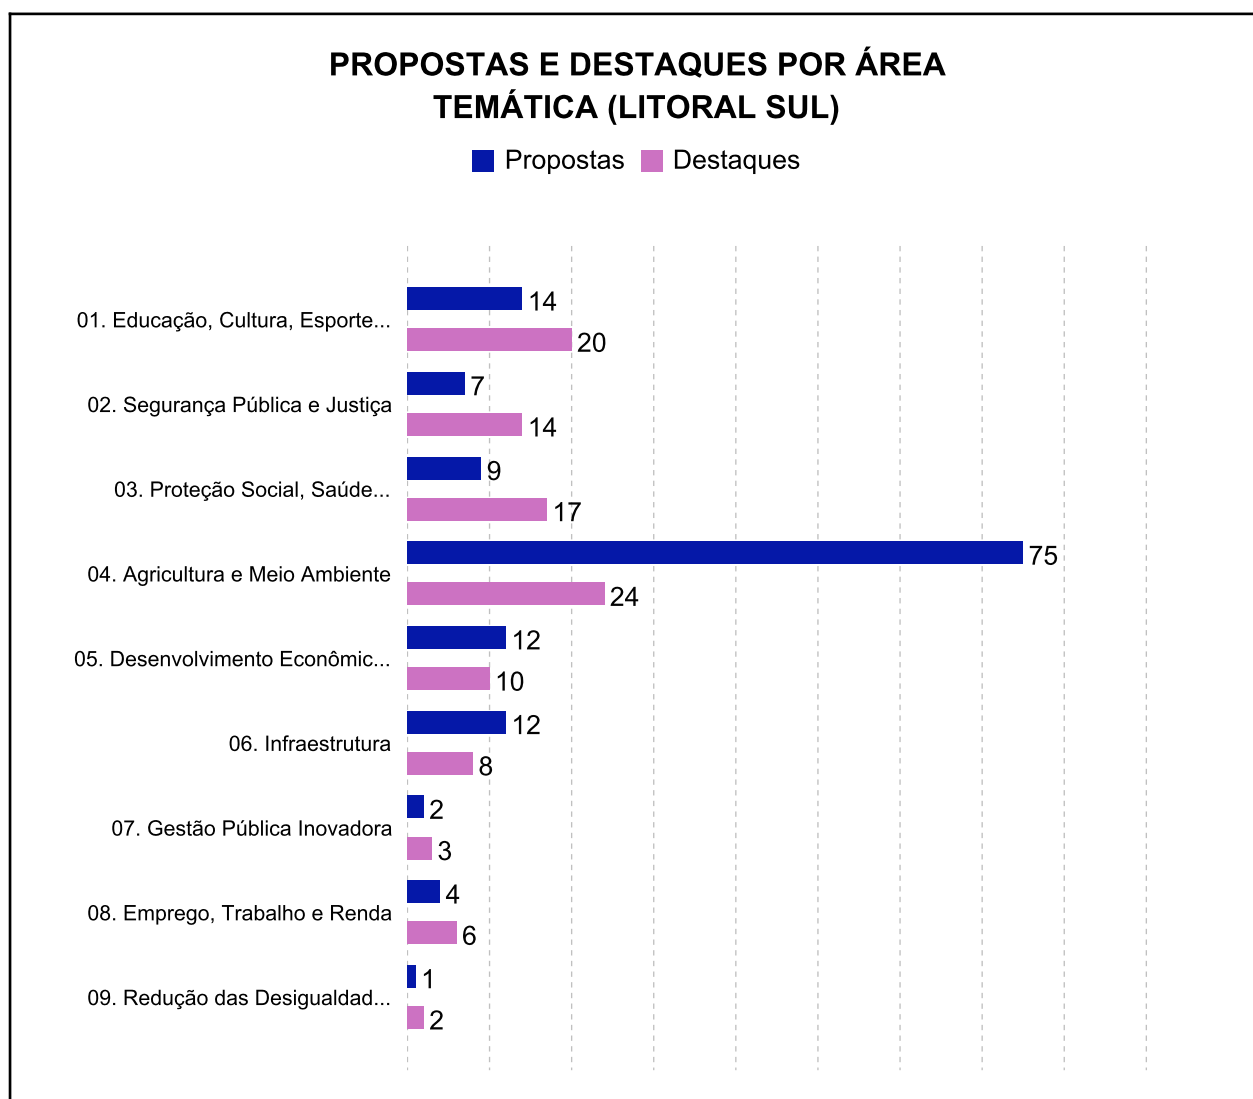 PROPOSTAS E DESTAQUES POR ÁREA
TEMÁTICA (LITORAL SUL)
Propostas Destaques
14
01. Educação, Cultura, Esporte...
20
7
02. Segurança Pública e Justiça
14
9
03. Proteção Social, Saúde...
17
75
04. Agricultura e Meio Ambiente
24
12
05. Desenvolvimento Econômic...
10
12
06. Infraestrutura
8
2
07. Gestão Pública Inovadora
3
4
08. Emprego, Trabalho e Renda
6
1
09. Redução das Desigualdad...
2